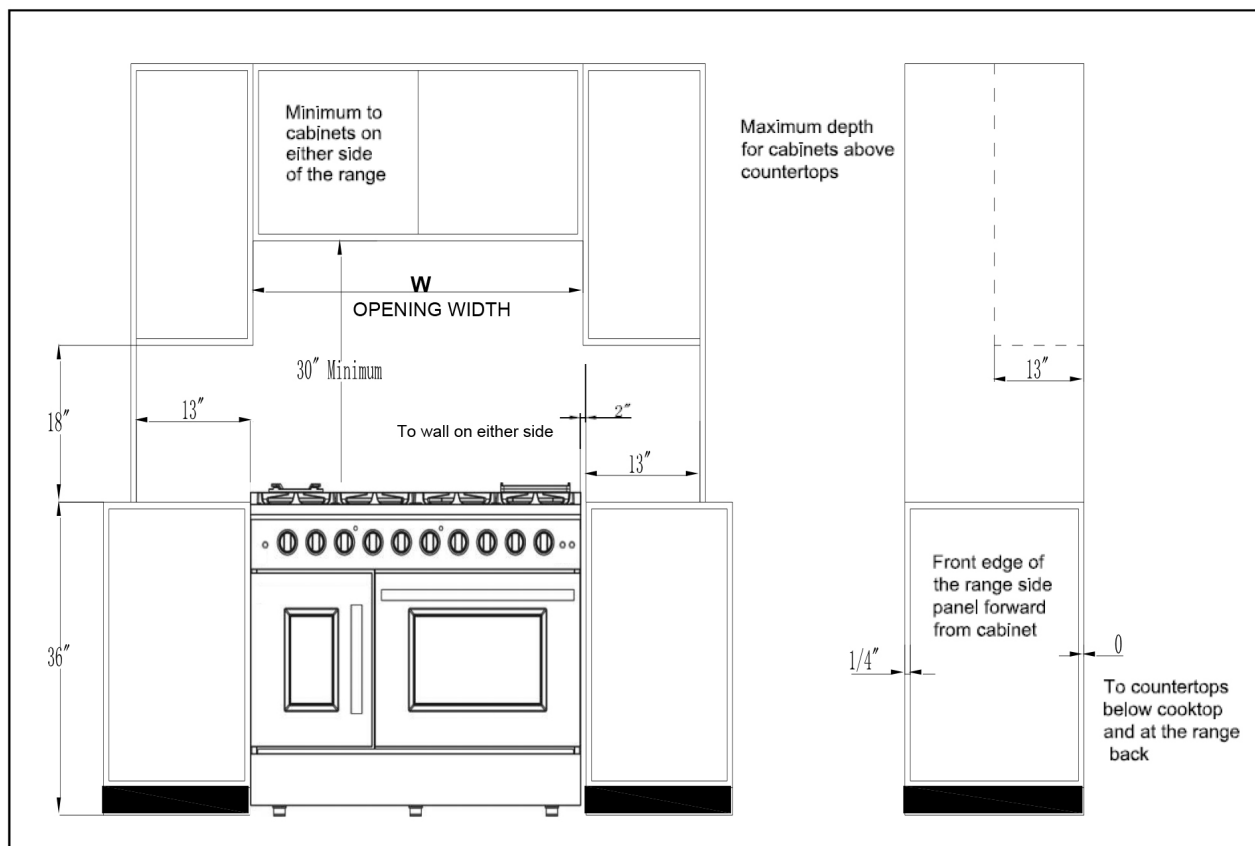 Minimum to
cabinets on
either side
of the range
Maximum depth
for cabinets above
countertops
W
OPENING WIDTH
30" Minimum
13"
18"
13"
2"
To wall on either side
13"
36"
Front edge of
the range side
panel forward
from cabinet
1/4"
0
To countertops
below cooktop
and at the range
back